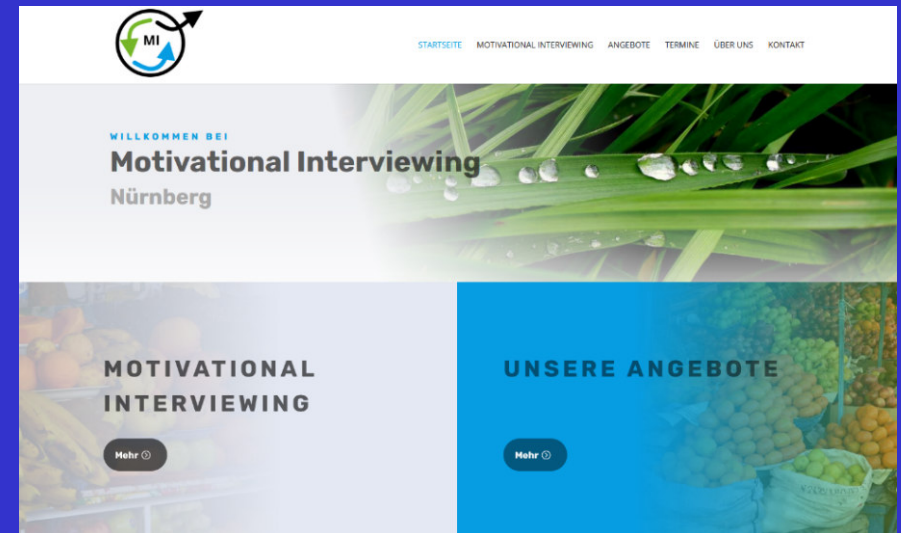 MI
STARTSEITE MOTIVATIONAL INTERVIEWING ANGEBOTE TERMINE ÜBER UNS KONTAKT
WILLKOMMEN BEI
Motivational Interviewing
Nürnberg
MOTIVATIONAL
INTERVIEWING
Mehr
UNSERE ANGEBOTE
Mehr